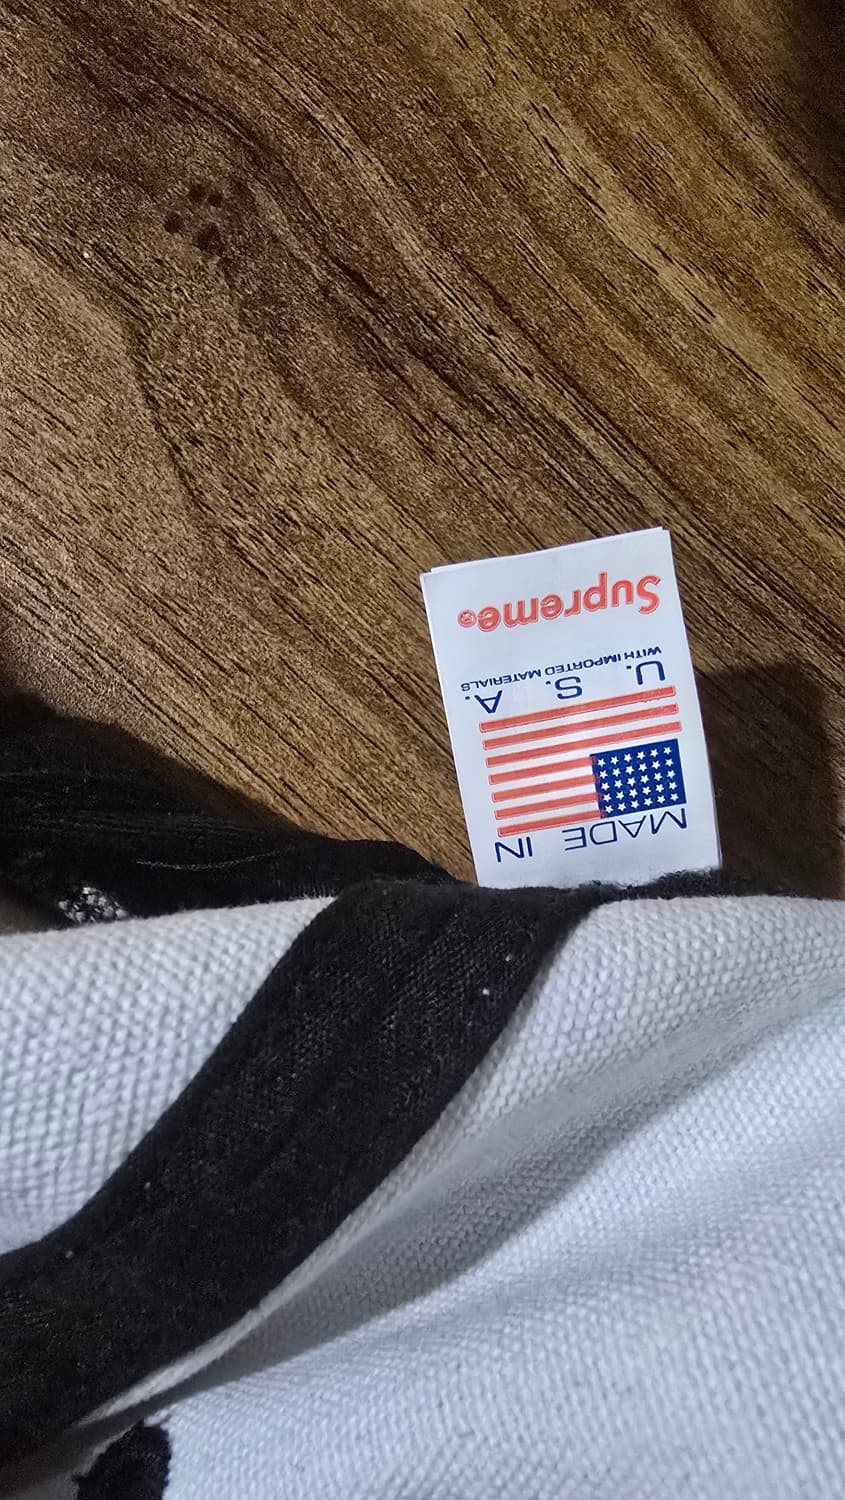 MADE IN
U. S. A.
WITH IMPORTED MATERIALS
Supreme®